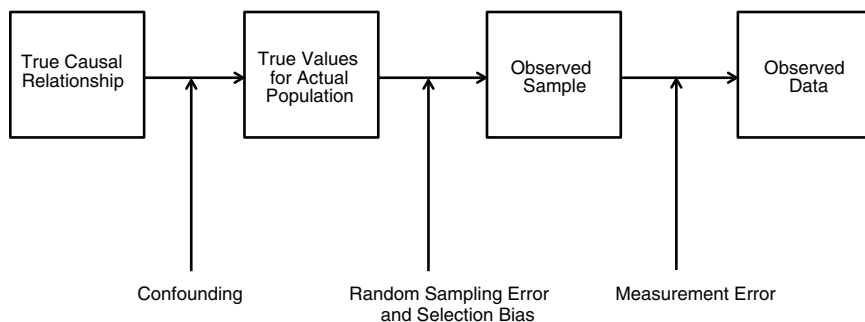 True Causal
Relationship
True Values
for Actual
Population
Observed
Sample
Observed
Data
Confounding
Random Sampling Error
and Selection Bias
Measurement Error